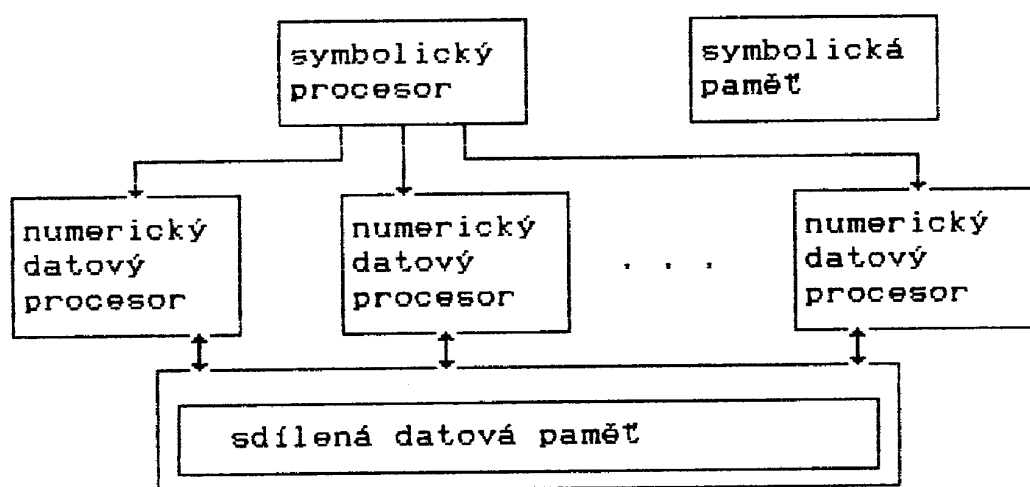 symbolický
procesor
symbolická
paměť
numerický
datový
procesor
numerický
datový
procesor
. . .
numerický
datový
procesor
sdílená datová paměť